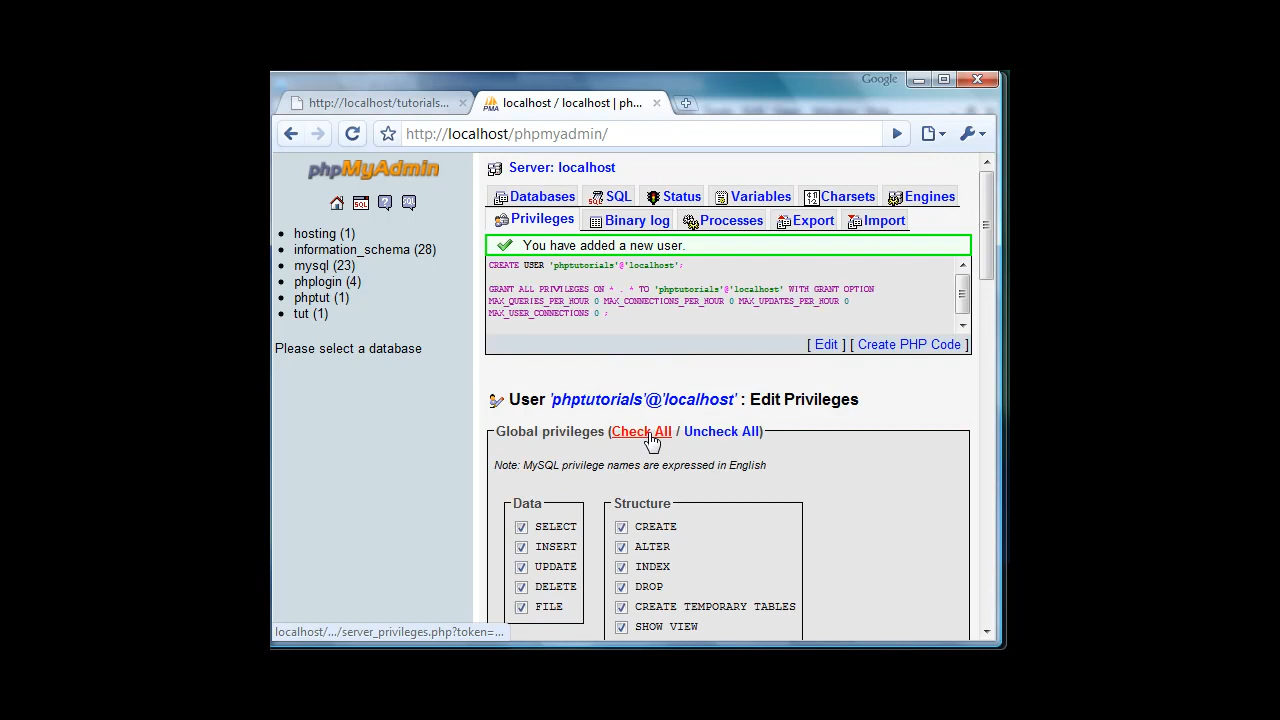 Google
http://localhost/tutorials...
PMA
localhost / localhost | ph...
http://localhost/phpmyadmin/
phpMyAdmin
SQL
hosting (1)
information_schema (28)
mysql (23)
phplogin (4)
phptut (1)
tut (1)
Please select a database
Server: localhost
Databases SQL Status Variables Charsets Engines
Privileges Binary log Processes Export Import
You have added a new user.
CREATE USER 'phptutorials'@'localhost';
GRANT ALL PRIVILEGES ON * . * TO 'phptutorials'@'localhost' WITH GRANT OPTION
MAX_QUERIES_PER_HOUR 0 MAX_CONNECTIONS_PER_HOUR 0 MAX_UPDATES_PER_HOUR 0
MAX_USER_CONNECTIONS 0 ;
[ Edit ] [ Create PHP Code ]
User 'phptutorials'@'localhost' : Edit Privileges
Global privileges (Check All / Uncheck All)
Note: MySQL privilege names are expressed in English
Data
SELECT
INSERT
UPDATE
DELETE
FILE
Structure
CREATE
ALTER
INDEX
DROP
CREATE TEMPORARY TABLES
SHOW VIEW
localhost/.../server_privileges.php?token=...